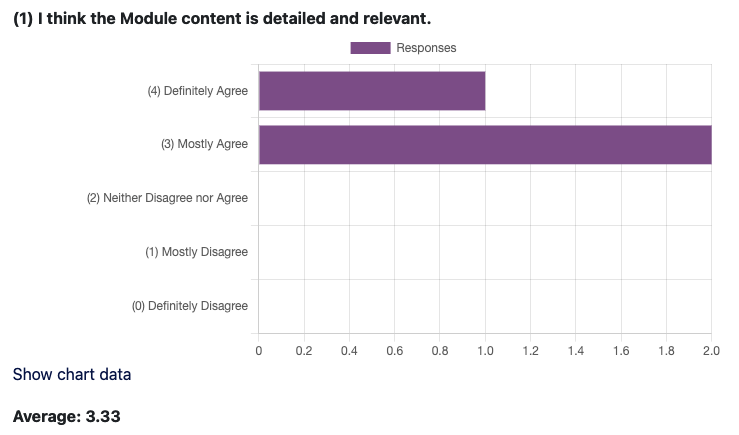 (1) I think the Module content is detailed and relevant.
Responses
(4) Definitely Agree
(3) Mostly Agree
(2) Neither Disagree nor Agree
(1) Mostly Disagree
(0) Definitely Disagree
0 0.2 0.4 0.6 0.8 1.0 1.2 1.4 1.6 1.8 2.0
Show chart data
Average: 3.33